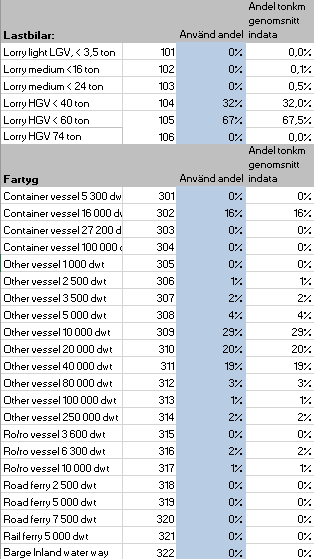 Andel tonkm
genomsnitt
Lastbilar: Använd andel indata
Lorry light LGV, < 3,5 ton 101 0% 0,0%
Lorry medium <16 ton 102 0% 0,1%
Lorry medium < 24 ton 103 0% 0,5%
Lorry HGV < 40 ton 104 32% 32,0%
Lorry HGV < 60 ton 105 67% 67,5%
Lorry HGV 74 ton 106 0% 0,0%
Andel tonkm
genomsnitt
Fartyg Använd andel indata
Container vessel 5 300 dw 301 0% 0%
Container vessel 16 000 dv 302 16% 16%
Container vessel 27 200 d 303 0% 0%
Container vessel 100 000 304 0% 0%
Other vessel 1 000 dwt 305 0% 0%
Other vessel 2 500 dwt 306 1% 1%
Other vessel 3 500 dwt 307 2% 2%
Other vessel 5 000 dwt 308 4% 4%
Other vessel 10 000 dwt 309 29% 29%
Other vessel 20 000 dwt 310 20% 20%
Other vessel 40 000 dwt 311 19% 19%
Other vessel 80 000 dwt 312 3% 3%
Other vessel 100 000 dwt 313 1% 1%
Other vessel 250 000 dwt 314 2% 2%
Ro/ro vessel 3 600 dwt 315 0% 0%
Ro/ro vessel 6 300 dwt 316 2% 2%
Ro/ro vessel 10 000 dwt 317 1% 1%
Road ferry 2 500 dwt 318 0% 0%
Road ferry 5 000 dwt 319 0% 0%
Road ferry 7 500 dwt 320 0% 0%
Rail ferry 5 000 dwt 321 0% 0%
Barge Inland water way 322 0% 0%